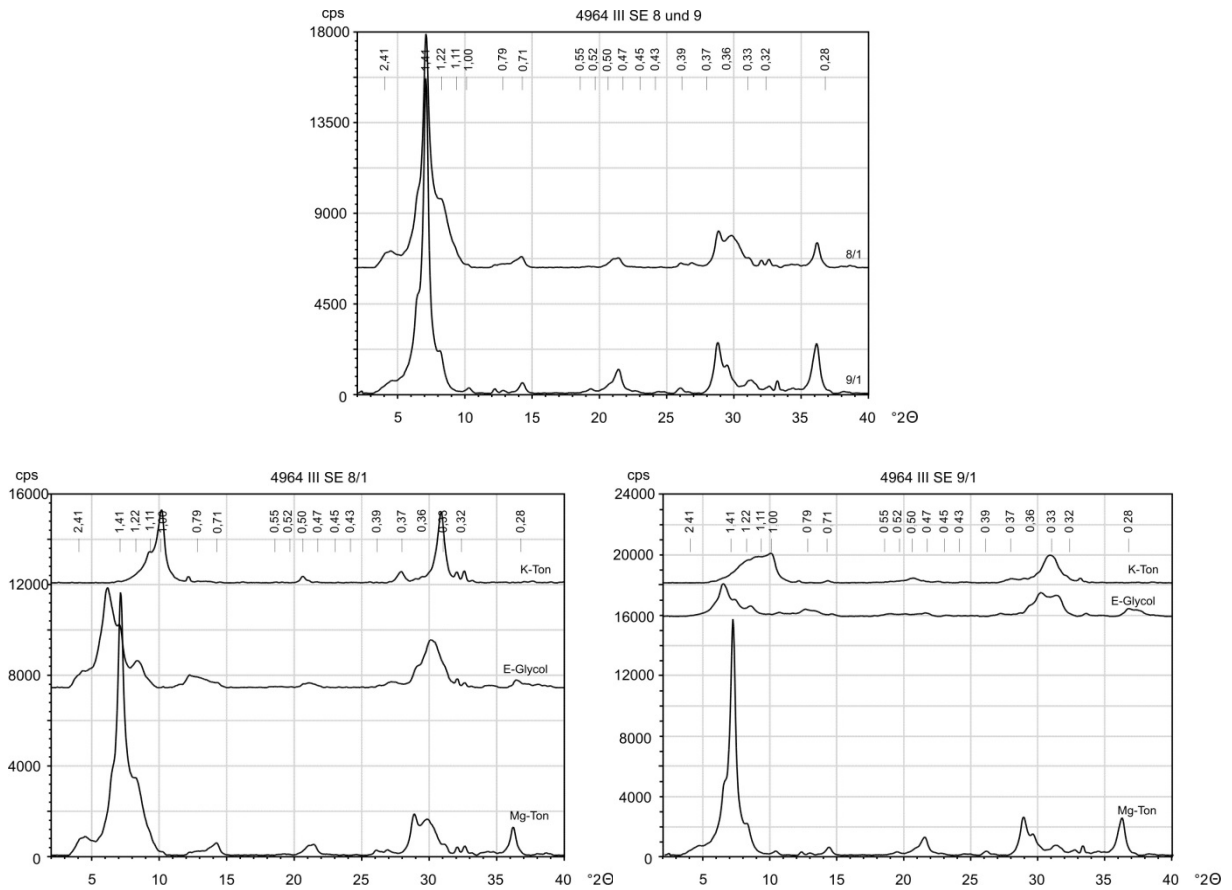 cps
4964 III SE 8 und 9
18000
2,41 1,41 1,22 1,11 1,00 0,79 0,71 0,55 0,52 0,50 0,47 0,45 0,43 0,39 0,37 0,36 0,33 0,32 0,28
13500
9000
8/1
4500
9/1
0
5 10 15 20 25 30 35 40 °2Θ
cps
4964 III SE 8/1
16000
2,41 1,41 1,22 1,11 1,00 0,79 0,71 0,55 0,52 0,50 0,47 0,45 0,43 0,39 0,37 0,36 0,32 0,28
K-Ton
12000
E-Glycol
8000
4000
Mg-Ton
0
5 10 15 20 25 30 35 40 °2Θ
cps
4964 III SE 9/1
24000
2 41 1.41 1 22 1 11 1 00 0 79 0.71 0 55 0 52 0 50 0.47 0 45 0 43 0 39 0 37 0 36 0 33 0 32 0 28
20000
K-Ton
E-Glycol
16000
12000
8000
4000
Mg-Ton
0
5 10 15 20 25 30 35 40 °2Θ